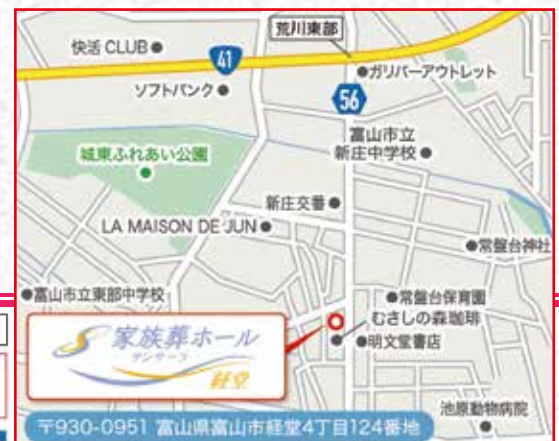 荒川東部
快活 CLUB
41
ガリバーアウトレット
ソフトバンク
56
富山市立
新庄中学校
城東ふれあい公園
新庄交番
LA MAISON DE JUN
常盤台神社
富山市立東部中学校
常盤台保育園
むさしの森珈琲
明文堂書店
家族葬ホール
サンサーラ
経堂
池原動物病院
〒930-0951 富山県富山市経堂4丁目124番地